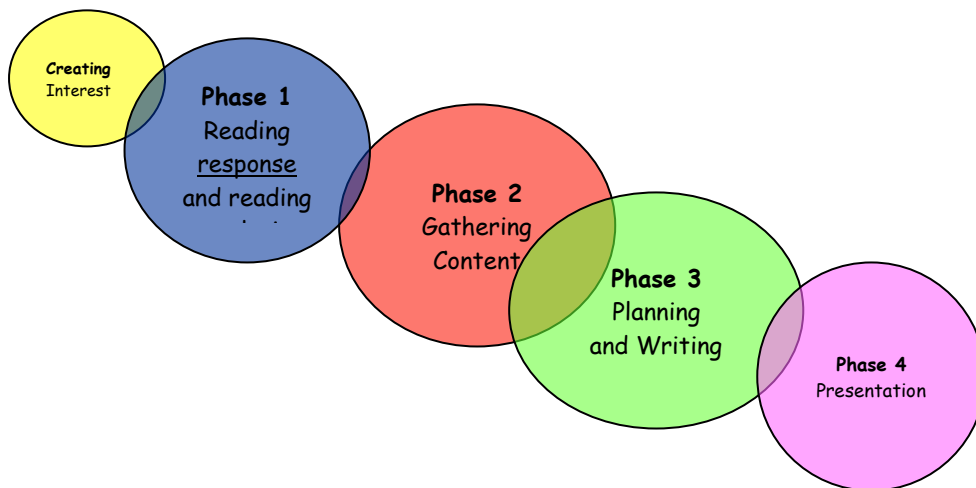 Creating
Interest
Phase 1
Reading
response
and reading
Phase 2
Gathering
Content
Phase 3
Planning
and Writing
Phase 4
Presentation